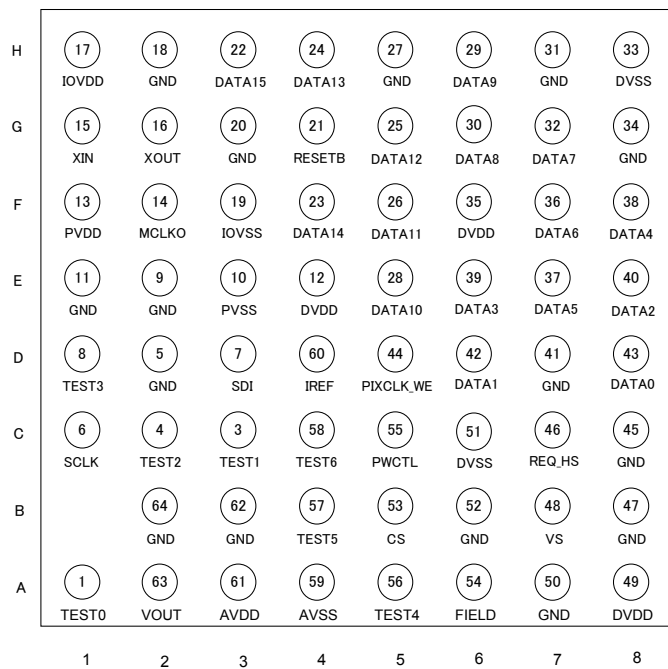 H 17 18 22 24 27 29 31 33
IOVDD GND DATA15 DATA13 GND DATA9 GND DVSS
G 15 16 20 21 25 30 32 34
XIN XOUT GND RESETB DATA12 DATA8 DATA7 GND
F 13 14 19 23 26 35 36 38
PVDD MCLKO IOVSS DATA14 DATA11 DVDD DATA6 DATA4
E 11 9 10 12 28 39 37 40
GND GND PVSS DVDD DATA10 DATA3 DATA5 DATA2
D 8 5 7 60 44 42 41 43
TEST3 GND SDI IREF PIXCLK_WE DATA1 GND DATA0
C 6 4 3 58 55 51 46 45
SCLK TEST2 TEST1 TEST6 PWCTL DVSS REQ_HS GND
B 64 62 57 53 52 48 47
GND GND TEST5 CS GND VS GND
A 1 63 61 59 56 54 50 49
TEST0 VOUT AVDD AVSS TEST4 FIELD GND DVDD
1 2 3 4 5 6 7 8